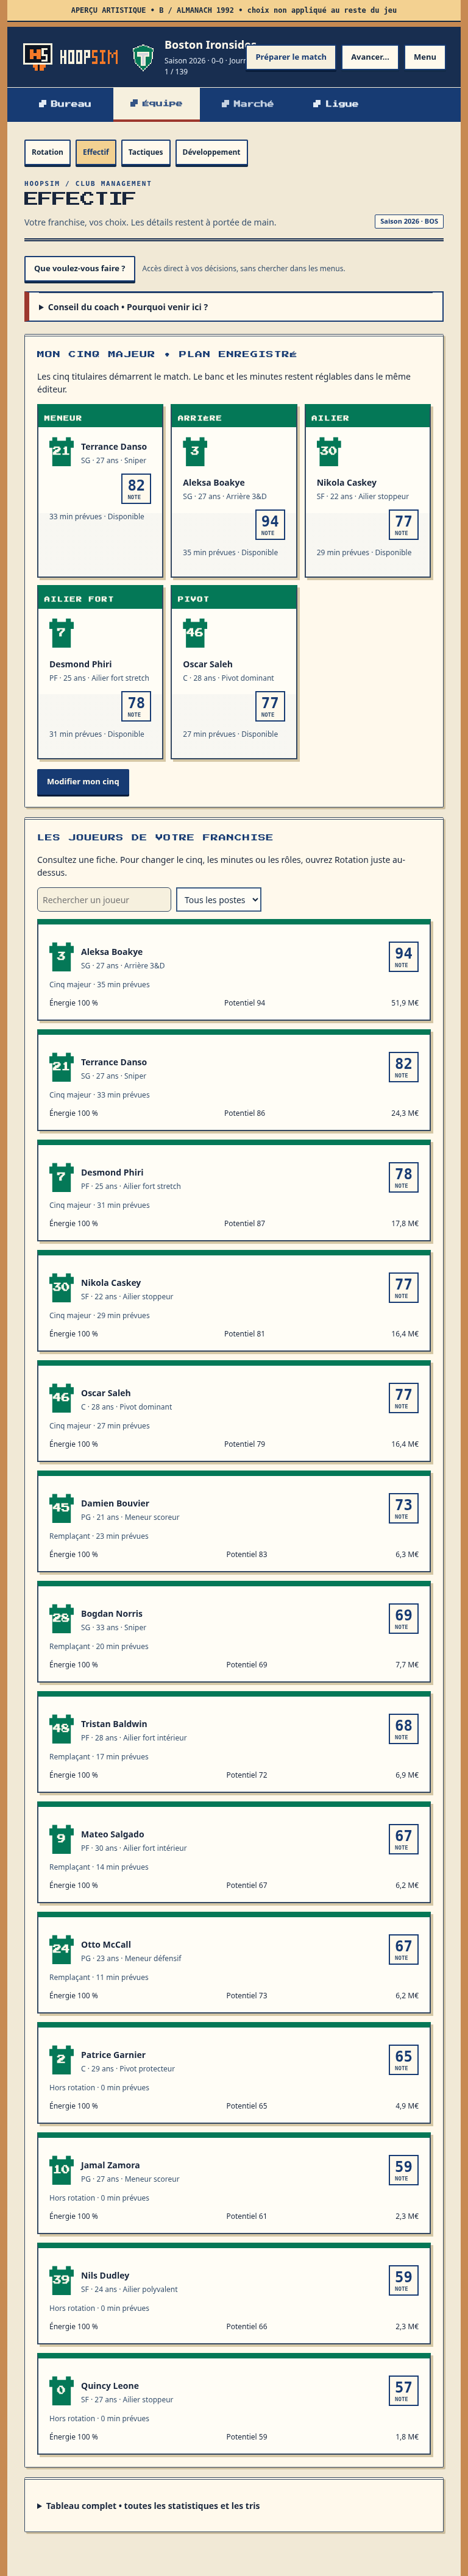 APERÇU ARTISTIQUE • B / ALMANACH 1992 • choix non appliqué au reste du jeu
HS HOOPSIM
Boston Ironsides
Saison 2026 · 0–0 · Journ
1 / 139
Préparer le match
Avancer...
Menu
Bureau
Équipe
Marché
Ligue
Rotation
Effectif
Tactiques
Développement
HOOPSIM / CLUB MANAGEMENT
EFFECTIF
Votre franchise, vos choix. Les détails restent à portée de main.
Saison 2026 · BOS
Que voulez-vous faire ?
Accès direct à vos décisions, sans chercher dans les menus.
▶ Conseil du coach • Pourquoi venir ici ?
MON CINQ MAJEUR • PLAN ENREGISTRÉ
Les cinq titulaires démarrent le match. Le banc et les minutes restent réglables dans le même
éditeur.
MENEUR
21
Terrance Danso
SG · 27 ans · Sniper
82
NOTE
33 min prévues · Disponible
ARRIÈRE
3
Aleksa Boakye
SG · 27 ans · Arrière 3&D
94
NOTE
35 min prévues · Disponible
AILIER
30
Nikola Caskey
SF · 22 ans · Ailier stoppeur
77
NOTE
29 min prévues · Disponible
AILIER FORT
7
Desmond Phiri
PF · 25 ans · Ailier fort stretch
78
NOTE
31 min prévues · Disponible
PIVOT
46
Oscar Saleh
C · 28 ans · Pivot dominant
77
NOTE
27 min prévues · Disponible
Modifier mon cinq
LES JOUEURS DE VOTRE FRANCHISE
Consultez une fiche. Pour changer le cinq, les minutes ou les rôles, ouvrez Rotation juste au-
dessus.
Rechercher un joueur
Tous les postes
3
Aleksa Boakye
SG · 27 ans · Arrière 3&D
94
NOTE
Cinq majeur · 35 min prévues
Énergie 100 %
Potentiel 94
51,9 M€
21
Terrance Danso
SG · 27 ans · Sniper
82
NOTE
Cinq majeur · 33 min prévues
Énergie 100 %
Potentiel 86
24,3 M€
7
Desmond Phiri
PF · 25 ans · Ailier fort stretch
78
NOTE
Cinq majeur · 31 min prévues
Énergie 100 %
Potentiel 87
17,8 M€
30
Nikola Caskey
SF · 22 ans · Ailier stoppeur
77
NOTE
Cinq majeur · 29 min prévues
Énergie 100 %
Potentiel 81
16,4 M€
46
Oscar Saleh
C · 28 ans · Pivot dominant
77
NOTE
Cinq majeur · 27 min prévues
Énergie 100 %
Potentiel 79
16,4 M€
45
Damien Bouvier
PG · 21 ans · Meneur scoreur
73
NOTE
Remplaçant · 23 min prévues
Énergie 100 %
Potentiel 83
6,3 M€
28
Bogdan Norris
SG · 33 ans · Sniper
69
NOTE
Remplaçant · 20 min prévues
Énergie 100 %
Potentiel 69
7,7 M€
48
Tristan Baldwin
PF · 28 ans · Ailier fort intérieur
68
NOTE
Remplaçant · 17 min prévues
Énergie 100 %
Potentiel 72
6,9 M€
9
Mateo Salgado
PF · 30 ans · Ailier fort intérieur
67
NOTE
Remplaçant · 14 min prévues
Énergie 100 %
Potentiel 67
6,2 M€
24
Otto McCall
PG · 23 ans · Meneur défensif
67
NOTE
Remplaçant · 11 min prévues
Énergie 100 %
Potentiel 73
6,2 M€
2
Patrice Garnier
C · 29 ans · Pivot protecteur
65
NOTE
Hors rotation · 0 min prévues
Énergie 100 %
Potentiel 65
4,9 M€
10
Jamal Zamora
PG · 27 ans · Meneur scoreur
59
NOTE
Hors rotation · 0 min prévues
Énergie 100 %
Potentiel 61
2,3 M€
39
Nils Dudley
SF · 24 ans · Ailier polyvalent
59
NOTE
Hors rotation · 0 min prévues
Énergie 100 %
Potentiel 66
2,3 M€
0
Quincy Leone
SF · 27 ans · Ailier stoppeur
57
NOTE
Hors rotation · 0 min prévues
Énergie 100 %
Potentiel 59
1,8 M€
▶ Tableau complet • toutes les statistiques et les tris